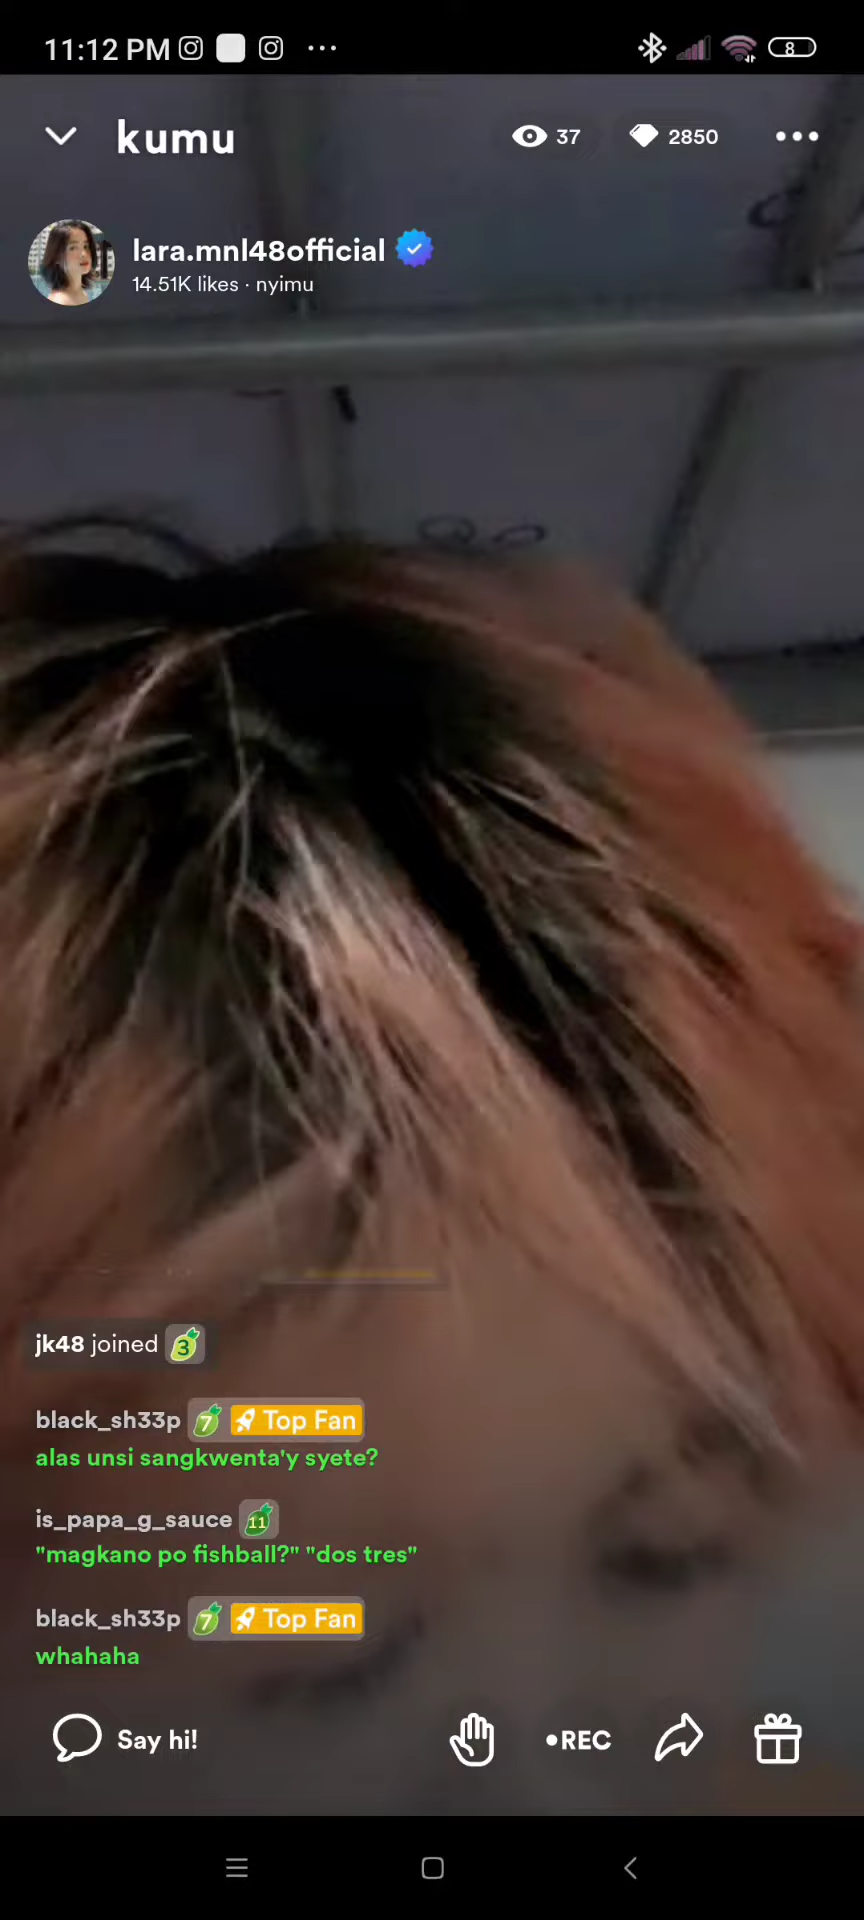 11:12 PM
8
kumu
37
2850
lara.mnl48official
14.51K likes · nyimu
jk48 joined 3
black_sh33p 7 Top Fan
alas unsi sangkwenta'y syete?
is_papa_g_sauce 11
"magkano po fishball?" "dos tres"
black_sh33p 7 Top Fan
whahaha
Say hi!
•REC